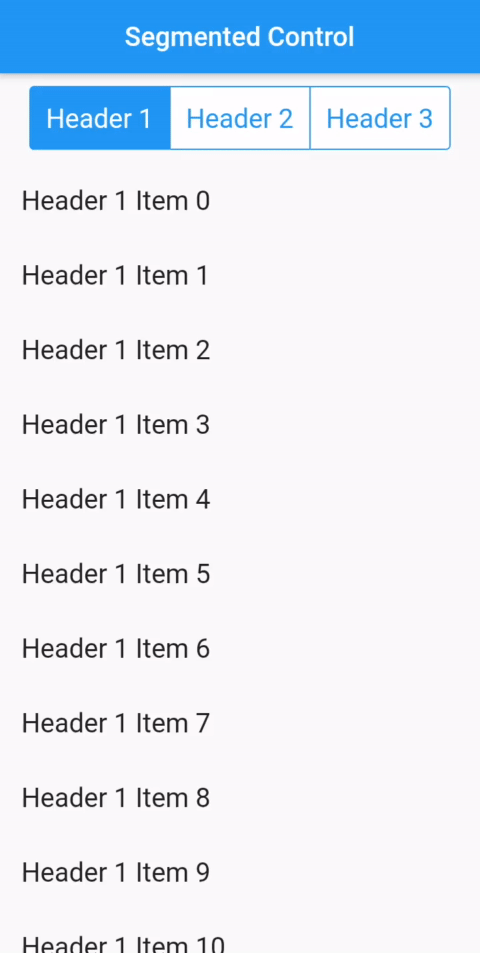 Segmented Control
Header 1 Header 2 Header 3
Header 1 Item 0
Header 1 Item 1
Header 1 Item 2
Header 1 Item 3
Header 1 Item 4
Header 1 Item 5
Header 1 Item 6
Header 1 Item 7
Header 1 Item 8
Header 1 Item 9
Header 1 Item 10